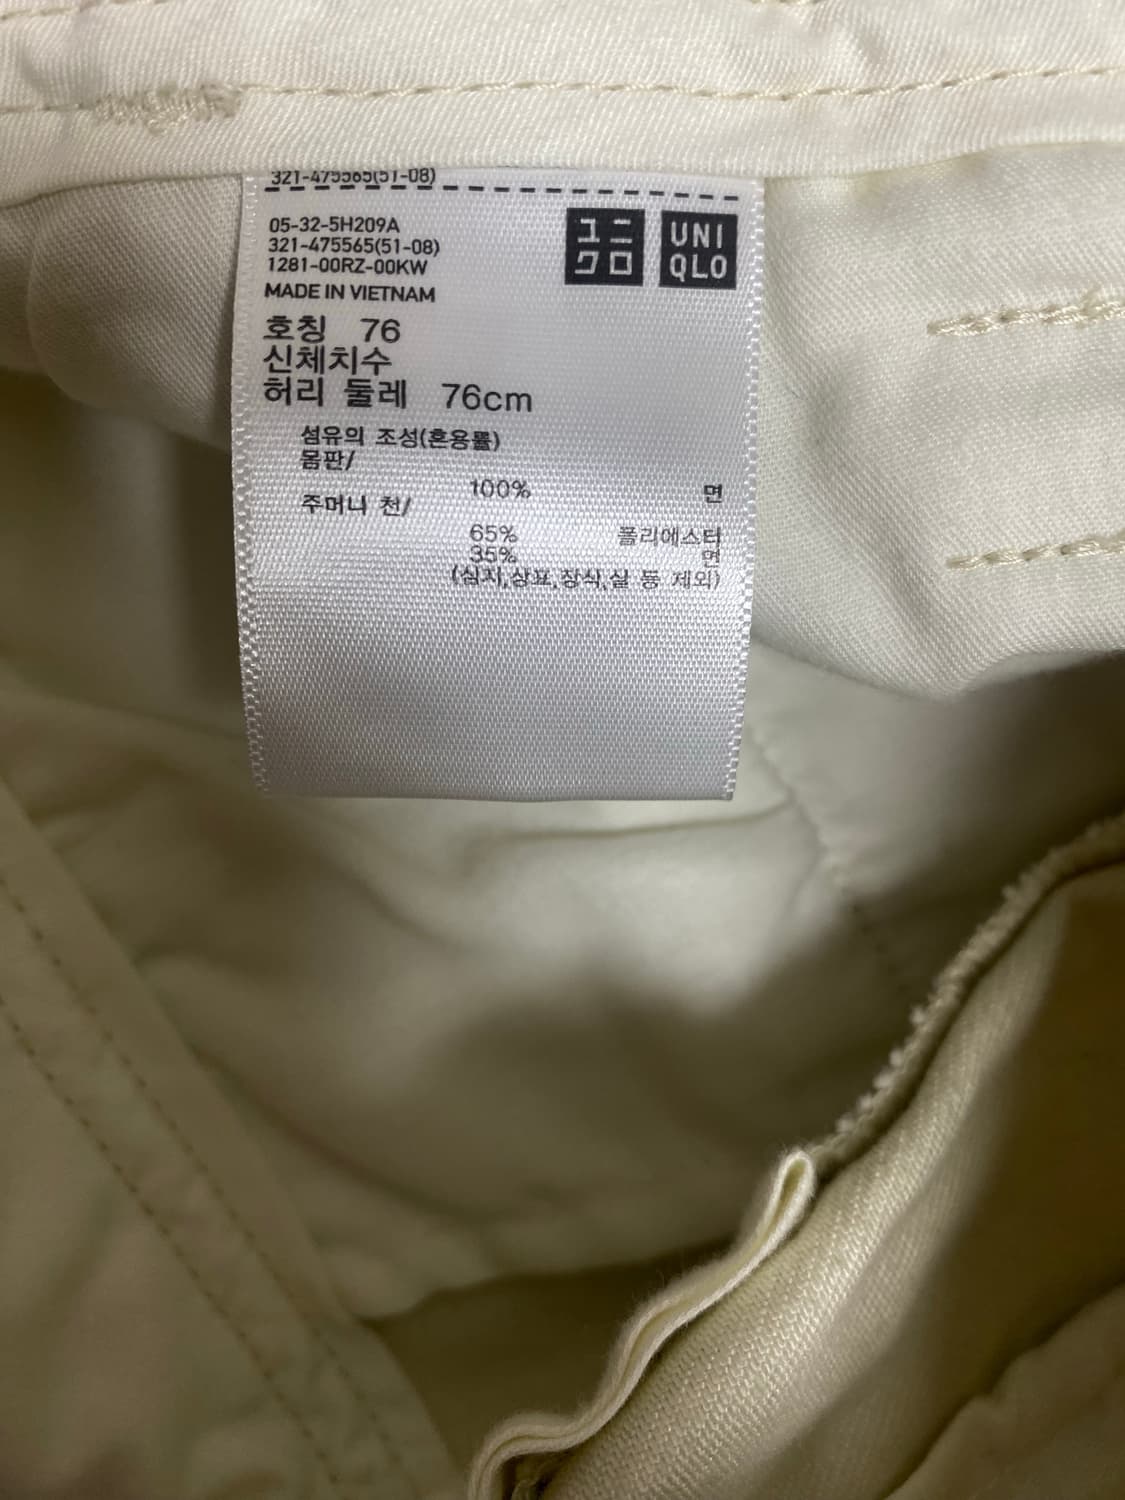 321-475565(51-08)
05-32-5H209A
321-475565(51-08)
1281-00RZ-00KW
MADE IN VIETNAM
ユニ
クロ
UNI
QLO
호칭 76
신체치수
허리 둘레 76cm
섬유의 조성(혼용률)
몸판/
100% 면
주머니 천/
65% 폴리에스터
35% 면
(심지,상표,장식,실 등 제외)